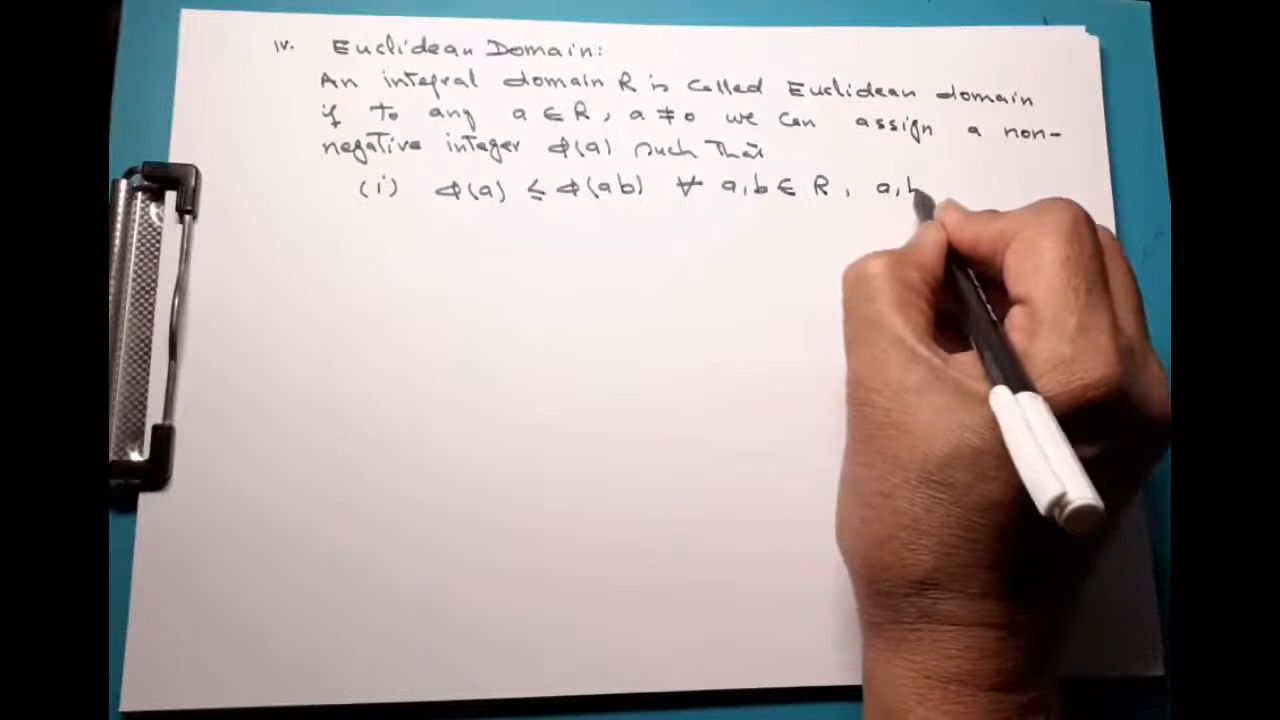 iv. Euclidean Domain:
An integral domain R is called Euclidean domain
if to any a ∈ R, a ≠ 0 we can assign a non-
negative integer ϕ(a) such that
(i) ϕ(a) ≤ ϕ(ab) ∀ a,b ∈ R, a,b